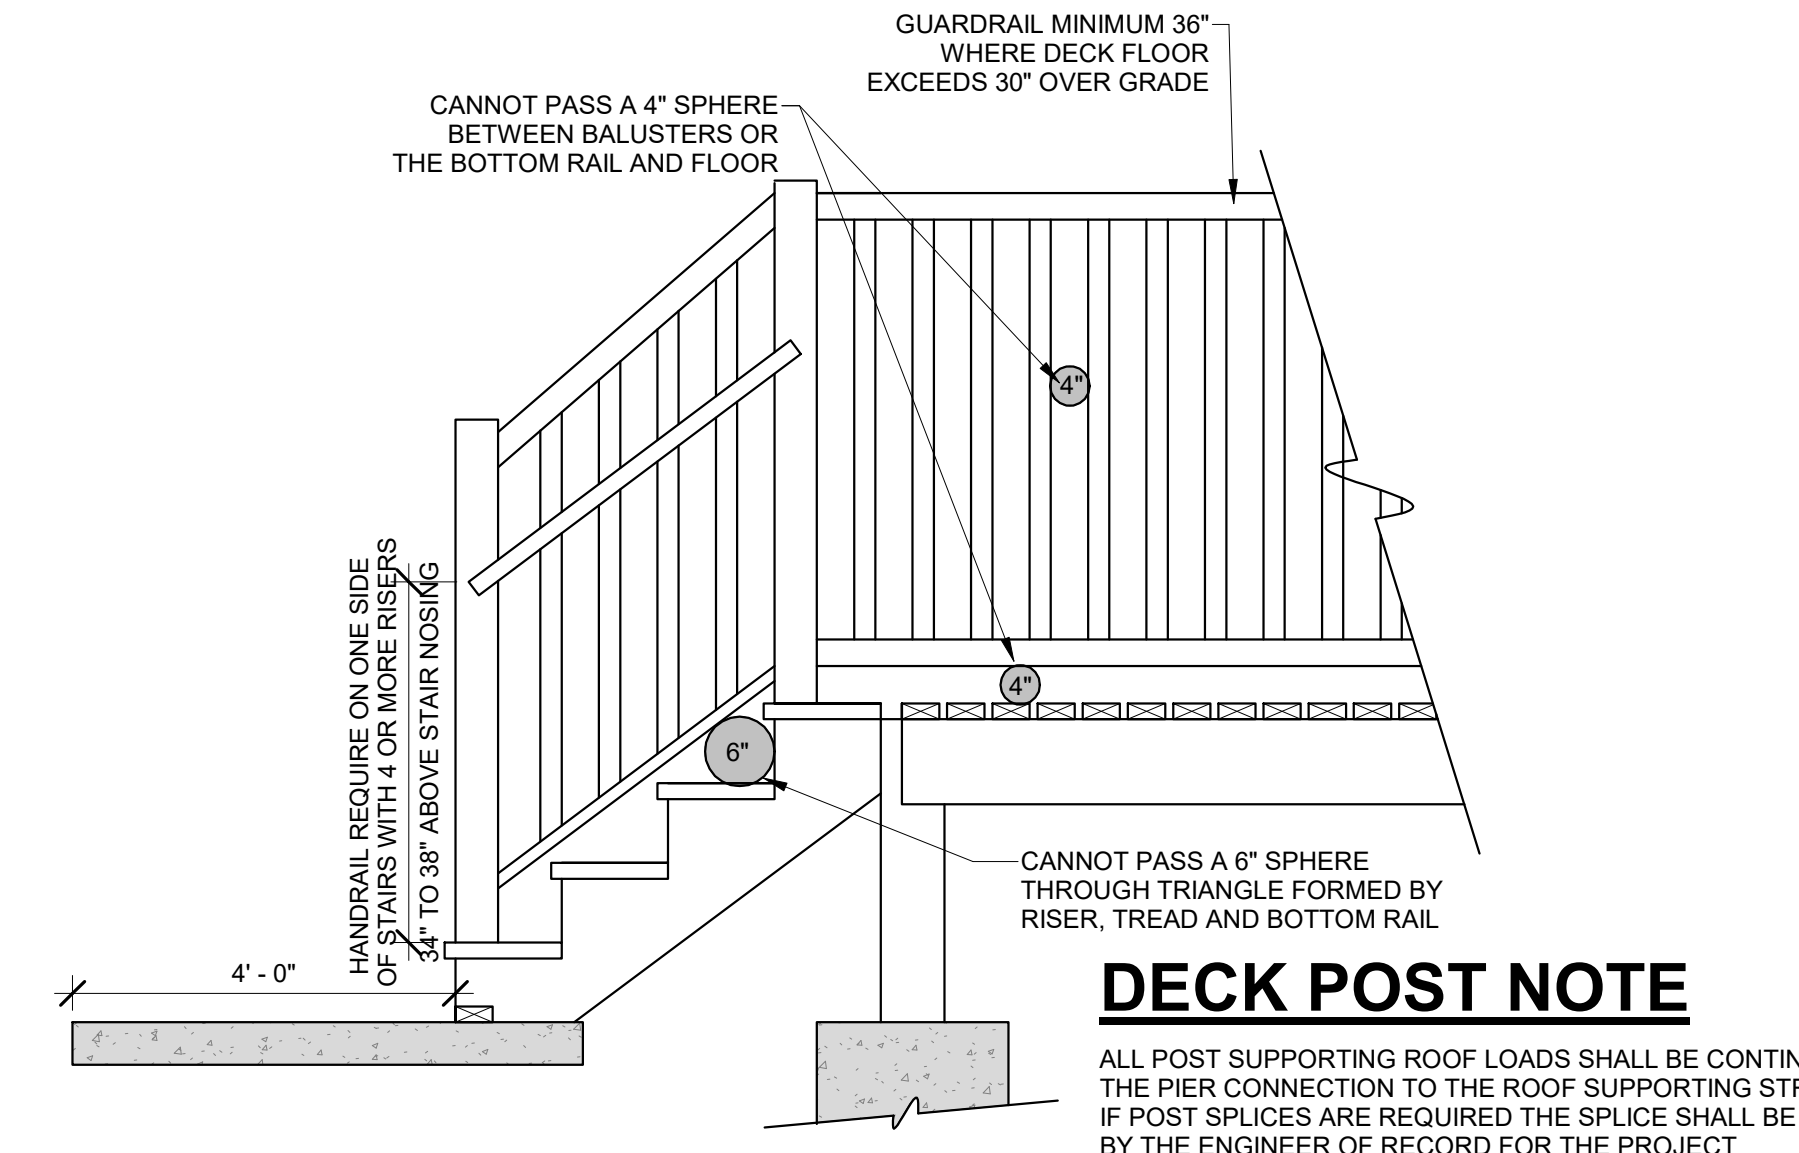 GUARDRAIL MINIMUM 36"
WHERE DECK FLOOR
EXCEEDS 30" OVER GRADE
CANNOT PASS A 4" SPHERE
BETWEEN BALUSTERS OR
THE BOTTOM RAIL AND FLOOR
4"
4"
6"
HANDRAIL REQUIRE ON ONE SIDE
OF STAIRS WITH 4 OR MORE RISERS
34" TO 38" ABOVE STAIR NOSING
CANNOT PASS A 6" SPHERE
THROUGH TRIANGLE FORMED BY
RISER, TREAD AND BOTTOM RAIL
4' - 0"
DECK POST NOTE
ALL POST SUPPORTING ROOF LOADS SHALL BE
THE PIER CONNECTION TO THE ROOF SUPPORTING
IF POST SPLICES ARE REQUIRED THE SPLICE SHALL BE
BY THE ENGINEER OF RECORD FOR THE PROJECT